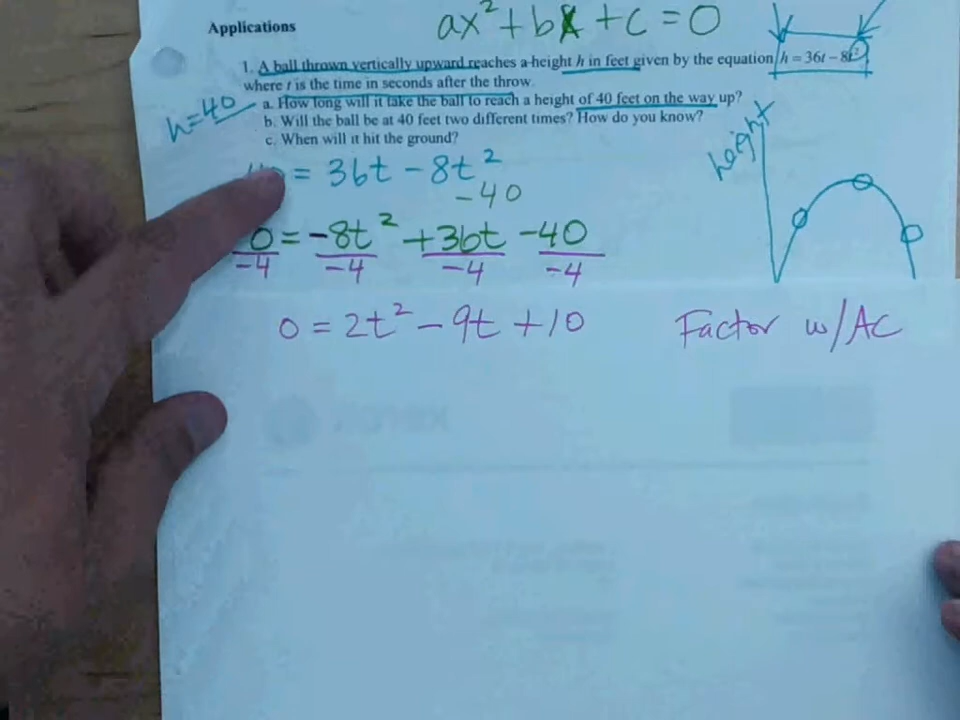 Applications
ax² + bx + c = 0
1. A ball thrown vertically upward reaches a height h in feet given by the equation h = 36t – 8t²
where t is the time in seconds after the throw.
a. How long will it take the ball to reach a height of 40 feet on the way up?
b. Will the ball be at 40 feet two different times? How do you know?
c. When will it hit the ground?
h=40
height
= 36t - 8t²
-40
0 = -8t² + 36t - 40
-4 -4 -4 -4
0 = 2t² - 9t + 10
Factor w/AC